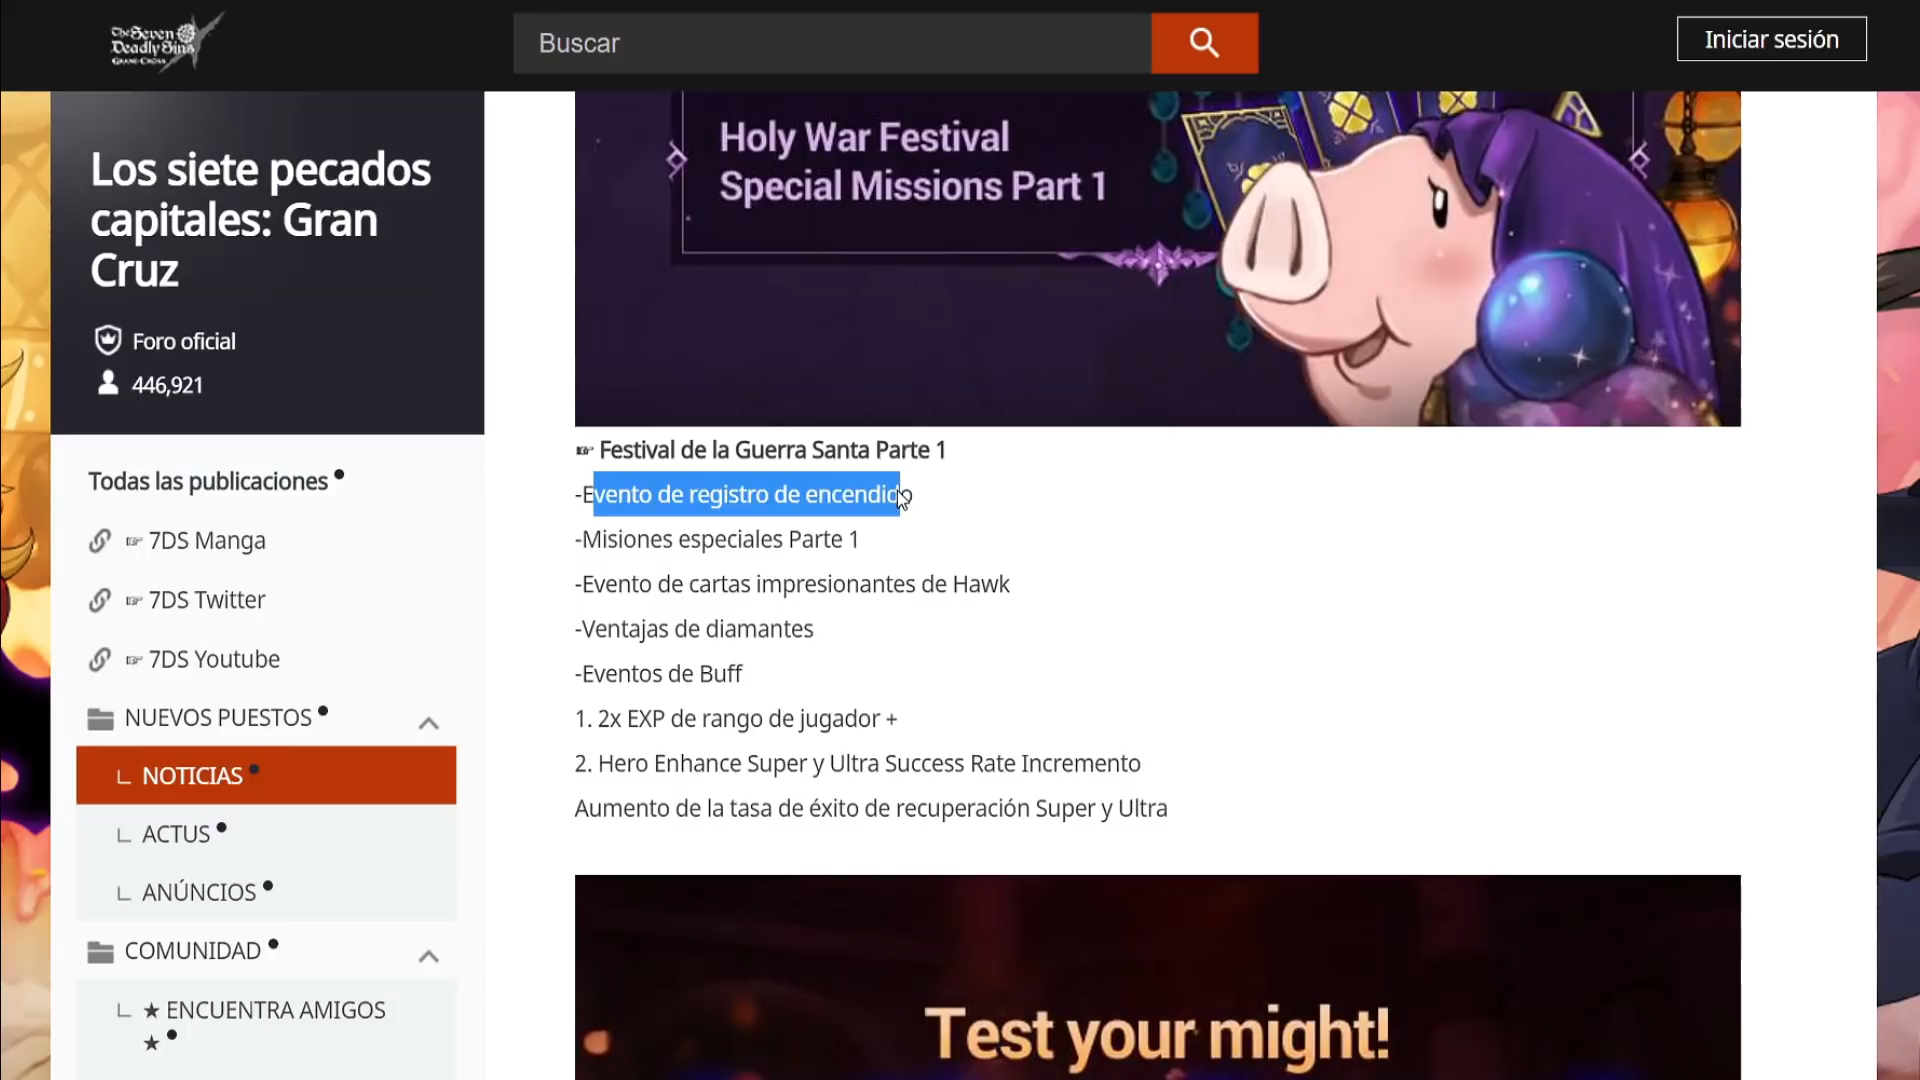 The Seven
Deadly Sins
GRAND CROSS
Buscar
Iniciar sesión
Los siete pecados
capitales: Gran
Cruz
Foro oficial
446,921
Todas las publicaciones
☞ 7DS Manga
☞ 7DS Twitter
☞ 7DS Youtube
NUEVOS PUESTOS
NOTICIAS
ACTUS
ANÚNCIOS
COMUNIDAD
★ ENCUENTRA AMIGOS
★
Holy War Festival
Special Missions Part 1
☞ Festival de la Guerra Santa Parte 1
-Evento de registro de encendido
-Misiones especiales Parte 1
-Evento de cartas impresionantes de Hawk
-Ventajas de diamantes
-Eventos de Buff
1. 2x EXP de rango de jugador +
2. Hero Enhance Super y Ultra Success Rate Incremento
Aumento de la tasa de éxito de recuperación Super y Ultra
Test your might!